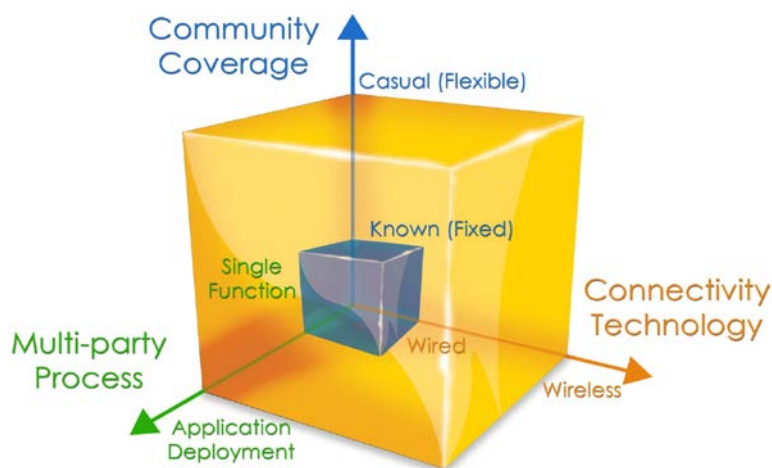 Community
Coverage
Casual (Flexible)
Known (Fixed)
Single
Function
Connectivity
Technology
Wired
Multi-party
Process
Wireless
Application
Deployment